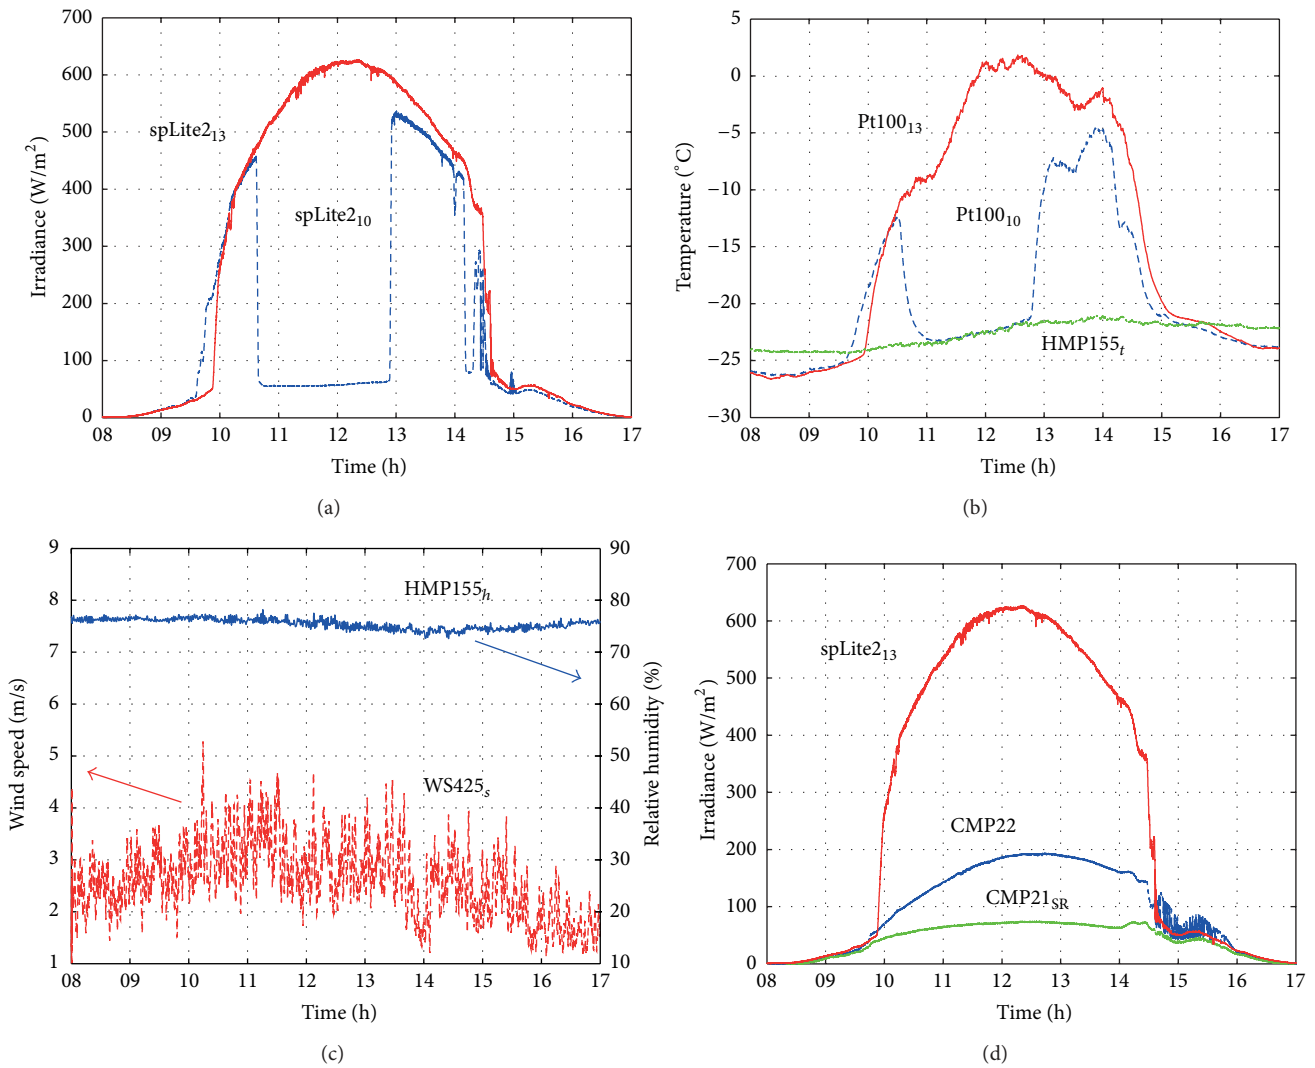 700
600
500
400
300
200
100
0
Irradiance (W/m²)
spLite2₁₃
spLite2₁₀
08 09 10 11 12 13 14 15 16 17
Time (h)
(a)
5
0
−5
−10
−15
−20
−25
−30
Temperature (°C)
Pt100₁₃
Pt100₁₀
HMP155ₜ
08 09 10 11 12 13 14 15 16 17
Time (h)
(b)
9
8
7
6
5
4
3
2
1
Wind speed (m/s)
HMP155ₕ
WS425ₛ
90
80
70
60
50
40
30
20
10
Relative humidity (%)
08 09 10 11 12 13 14 15 16 17
Time (h)
(c)
700
600
500
400
300
200
100
0
Irradiance (W/m²)
spLite2₁₃
CMP22
CMP21SR
08 09 10 11 12 13 14 15 16 17
Time (h)
(d)